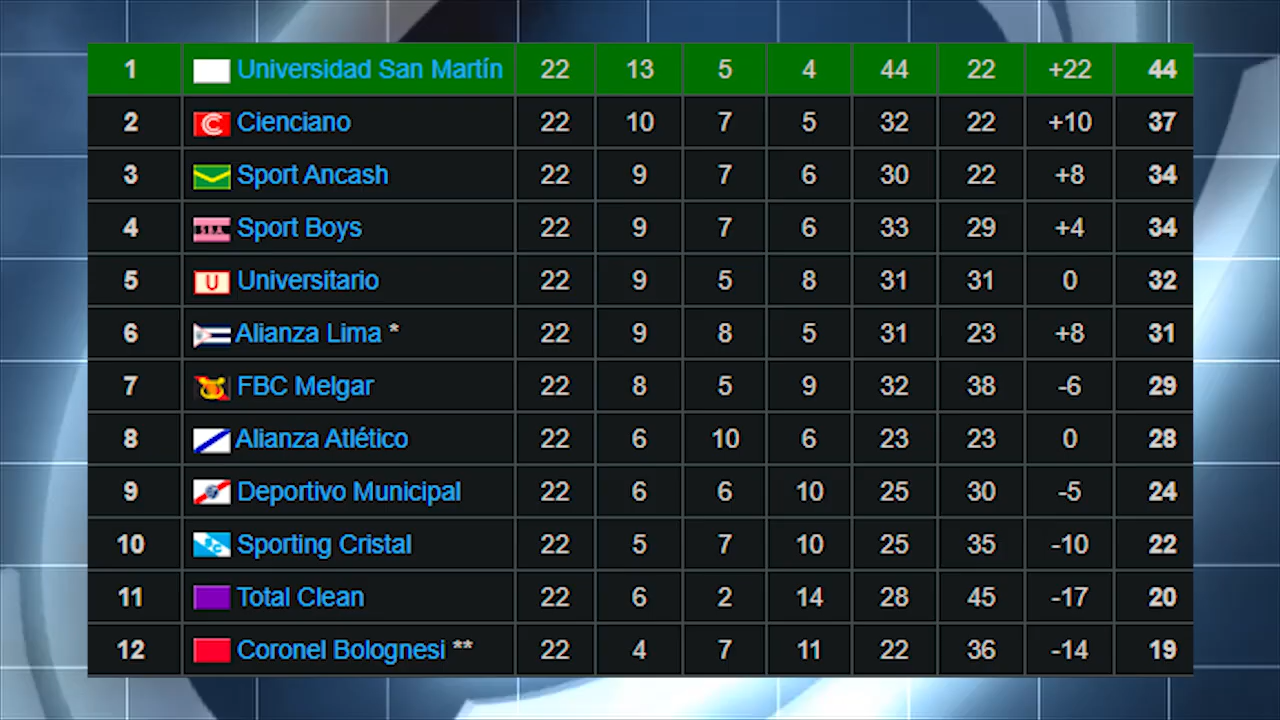 1 Universidad San Martín 22 13 5 4 44 22 +22 44
2 Cienciano 22 10 7 5 32 22 +10 37
3 Sport Ancash 22 9 7 6 30 22 +8 34
4 Sport Boys 22 9 7 6 33 29 +4 34
5 U Universitario 22 9 5 8 31 31 0 32
6 Alianza Lima * 22 9 8 5 31 23 +8 31
7 FBC Melgar 22 8 5 9 32 38 -6 29
8 Alianza Atlético 22 6 10 6 23 23 0 28
9 Deportivo Municipal 22 6 6 10 25 30 -5 24
10 Sporting Cristal 22 5 7 10 25 35 -10 22
11 Total Clean 22 6 2 14 28 45 -17 20
12 Coronel Bolognesi ** 22 4 7 11 22 36 -14 19